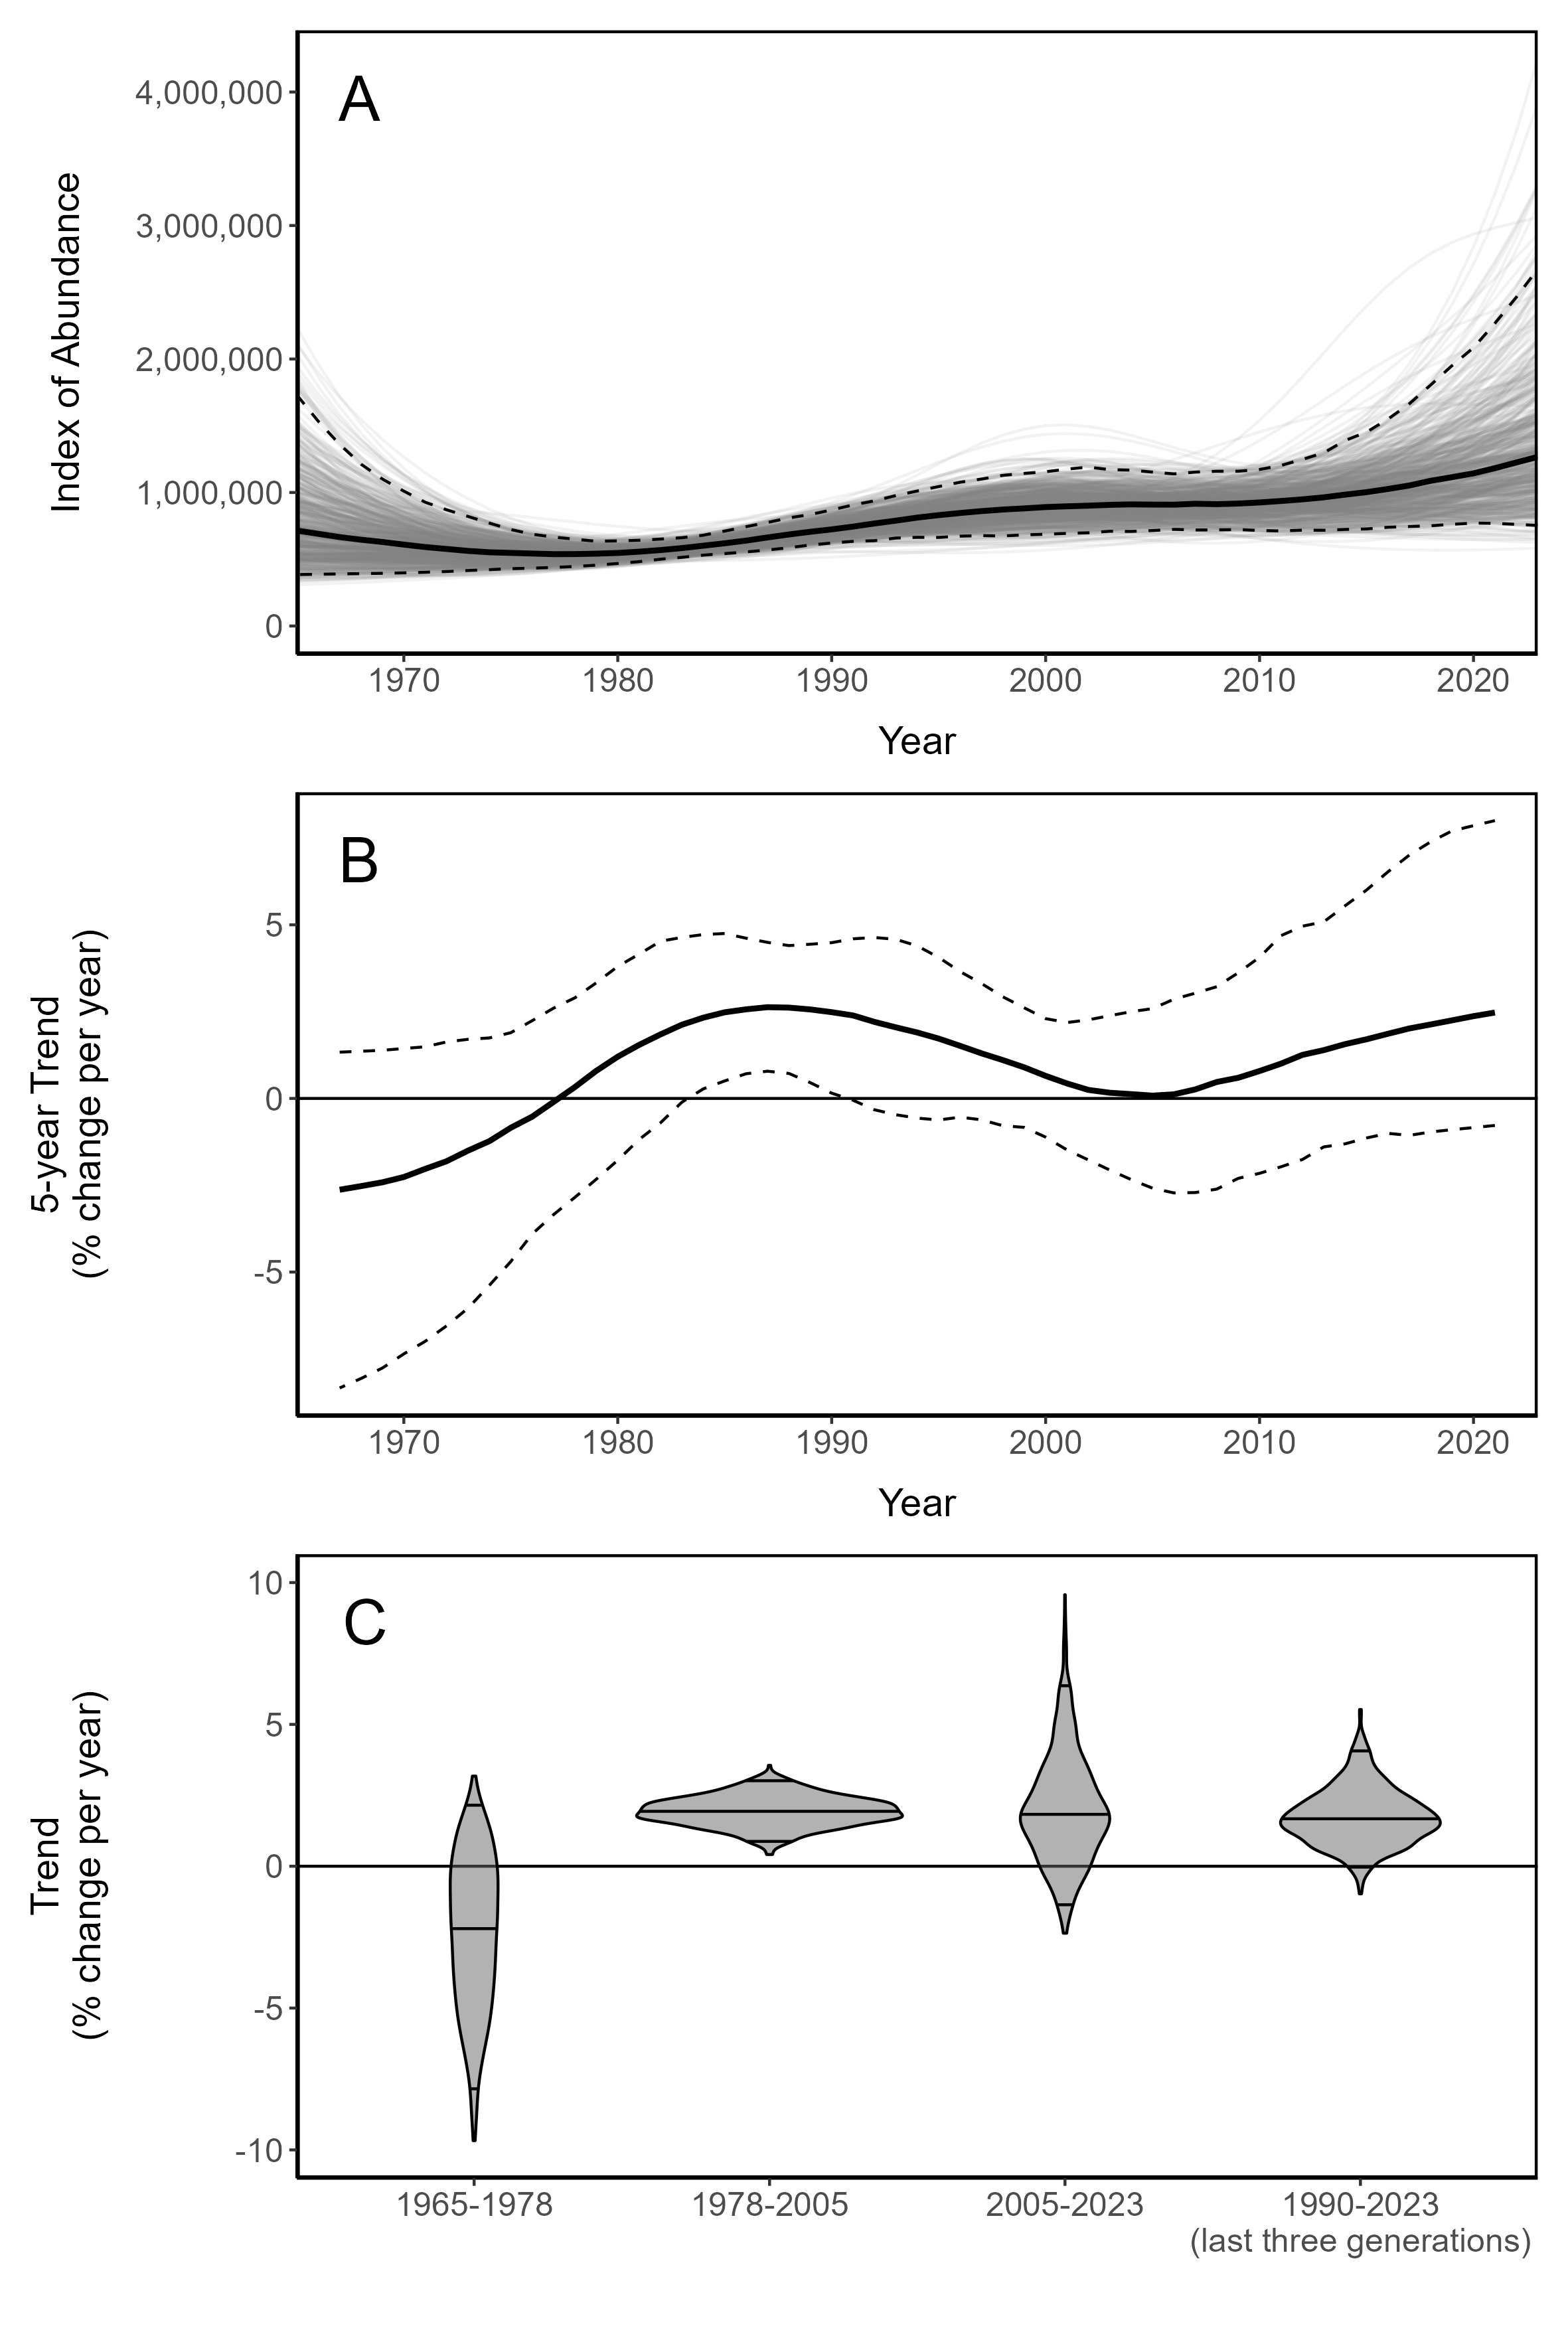 A
4,000,000
3,000,000
2,000,000
1,000,000
0
Index of Abundance
1970 1980 1990 2000 2010 2020
Year
B
5
0
-5
5-year Trend
(% change per year)
1970 1980 1990 2000 2010 2020
Year
C
10
5
0
-5
-10
Trend
(% change per year)
1965-1978 1978-2005 2005-2023 1990-2023
(last three generations)